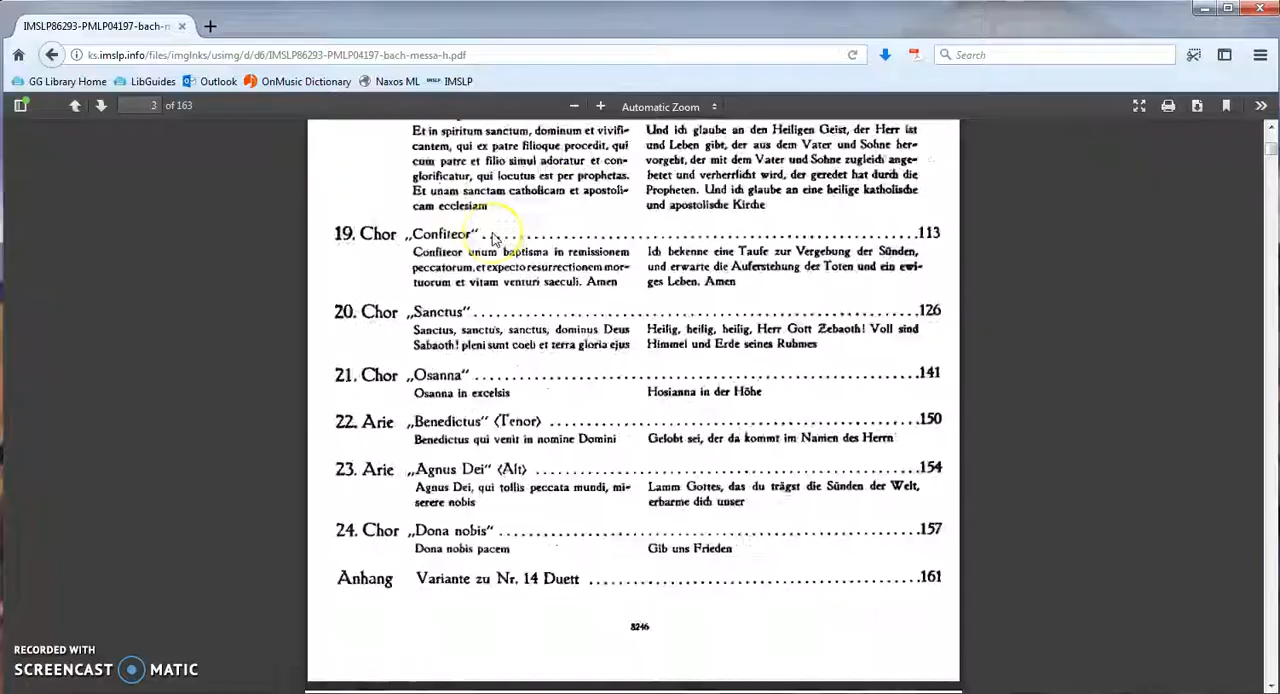 IMSLP86293-PMLP04197-bach-m
ks.imslp.info/files/imglnks/usimg/d/d6/IMSLP86293-PMLP04197-bach-messa-h.pdf
Search
GG Library Home LibGuides Outlook OnMusic Dictionary Naxos ML IMSLP IMSLP
3 of 163
Automatic Zoom
Et in spiritum sanctum, dominum et vivifi-
cantem, qui ex patre filioque procedit, qui
cum patre et filio simul adoratur et con-
glorificatur, qui locutus est per prophetas.
Et unam sanctam catholicam et apostoli-
cam ecclesiam
Und ich glaube an den Heiligen Geist, der Herr ist
und Leben gibt, der aus dem Vater und Sohne her-
vorgeht, der mit dem Vater und Sohne zugleich ange-
betet und verherrlicht wird, der geredet hat durch die
Propheten. Und ich glaube an eine heilige katholische
und apostolische Kirche
19. Chor „Confiteor“ ........ 113
Confiteor unum baptisma in remissionem
peccatorum, et expecto resurrectionem mor-
tuorum et vitam venturi saeculi. Amen
Ich bekenne eine Taufe zur Vergebung der Sünden,
und erwarte die Auferstehung der Toten und ein ewi-
ges Leben. Amen
20. Chor „Sanctus“ ........ 126
Sanctus, sanctus, sanctus, dominus Deus
Sabaoth! pleni sunt coeli et terra gloria ejus
Heilig, heilig, heilig, Herr Gott Zebaoth! Voll sind
Himmel und Erde seines Ruhmes
21. Chor „Osanna“ ........ 141
Osanna in excelsis
Hosianna in der Höhe
22. Arie „Benedictus“ (Tenor) ........ 150
Benedictus qui venit in nomine Domini
Gelobt sei, der da kommt im Namen des Herrn
23. Arie „Agnus Dei“ (Alt) ........ 154
Agnus Dei, qui tollis peccata mundi, mi-
serere nobis
Lamm Gottes, das du trägst die Sünden der Welt,
erbarme dich unser
24. Chor „Dona nobis“ ........ 157
Dona nobis pacem
Gib uns Frieden
Anhang Variante zu Nr. 14 Duett ........ 161
8246
RECORDED WITH
SCREENCAST MATIC